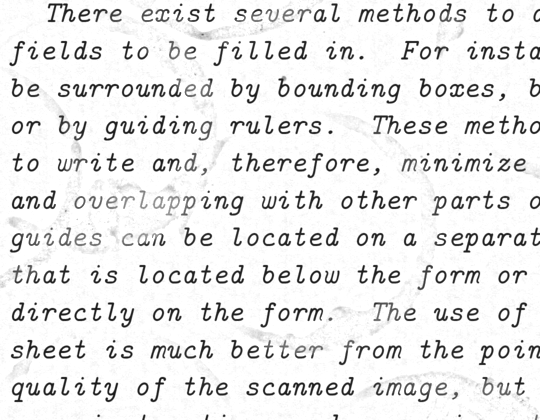 There exist several methods to
fields to be filled in. For insta
be surrounded by bounding boxes, b
or by guiding rulers. These metho
to write and, therefore, minimize
and overlapping with other parts o
guides can be located on a separat
that is located below the form or
directly on the form. The use of
sheet is much better from the poin
quality of the scanned image, but